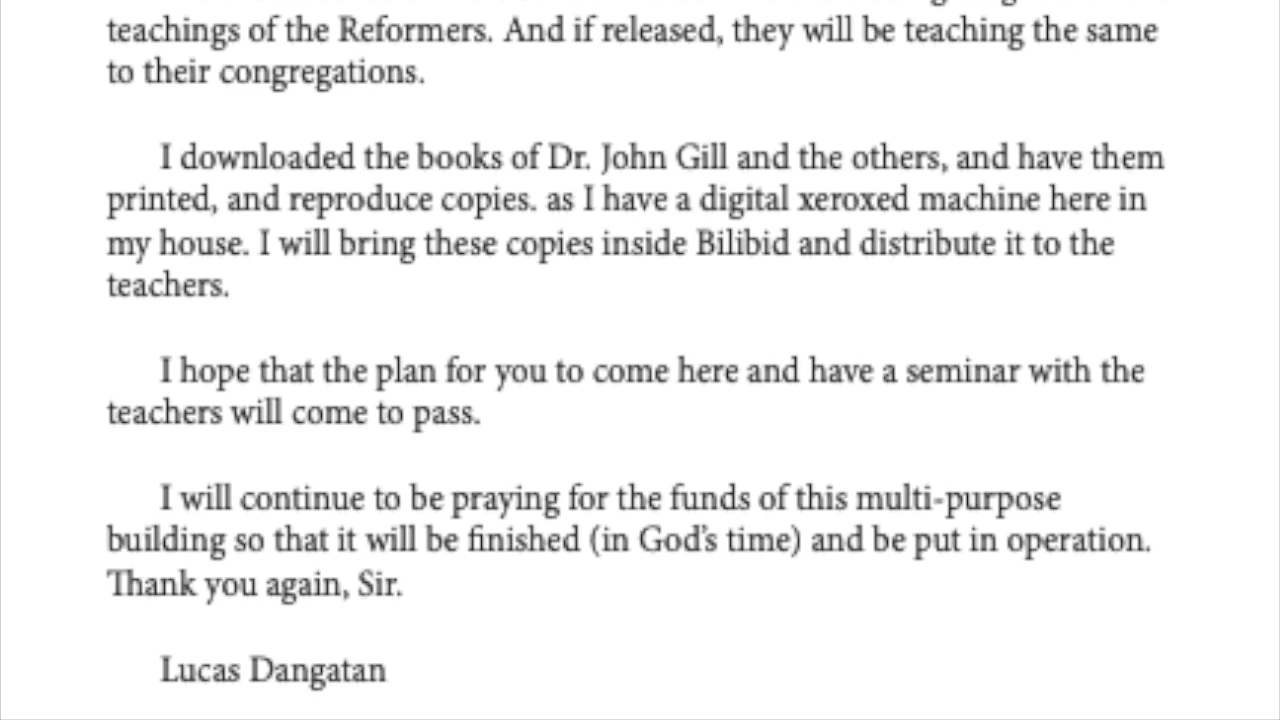 teachings of the Reformers. And if released, they will be teaching the same
to their congregations.
I downloaded the books of Dr. John Gill and the others, and have them
printed, and reproduce copies. as I have a digital xeroxed machine here in
my house. I will bring these copies inside Bilibid and distribute it to the
teachers.
I hope that the plan for you to come here and have a seminar with the
teachers will come to pass.
I will continue to be praying for the funds of this multi-purpose
building so that it will be finished (in God's time) and be put in operation.
Thank you again, Sir.
Lucas Dangatan